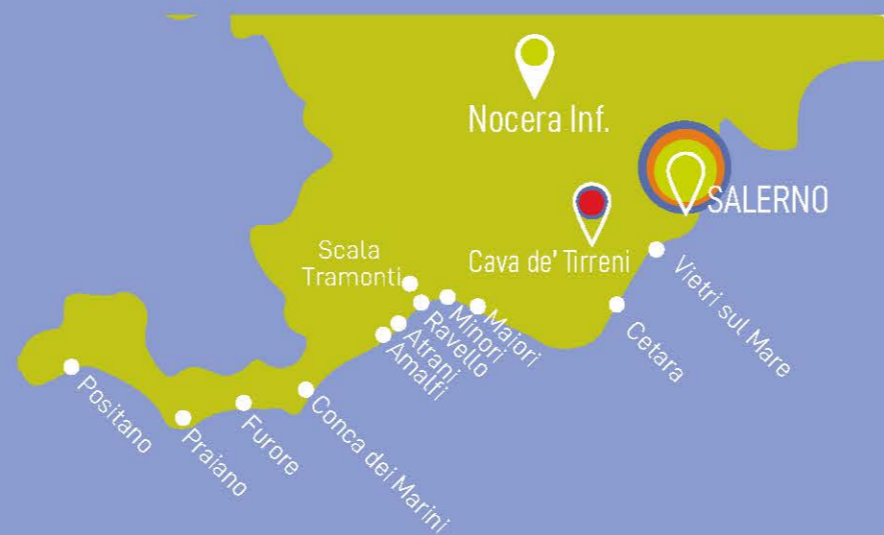 Nocera Inf.
SALERNO
Cava de' Tirreni
Scala
Tramonti
Vietri sul Mare
Cetara
Maiori
Minori
Ravello
Atrani
Amalfi
Conca dei Marini
Furore
Praiano
Positano